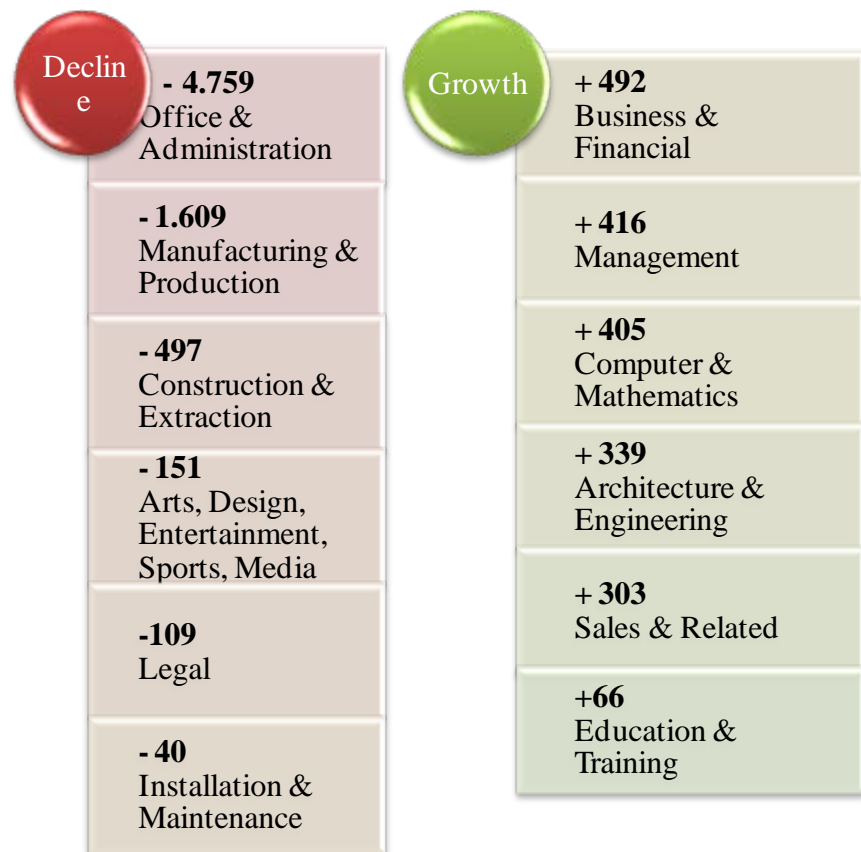 Declin
e
- 4.759
Office &
Administration
- 1.609
Manufacturing &
Production
- 497
Construction &
Extraction
- 151
Arts, Design,
Entertainment,
Sports, Media
-109
Legal
- 40
Installation &
Maintenance
Growth
+ 492
Business &
Financial
+ 416
Management
+ 405
Computer &
Mathematics
+ 339
Architecture &
Engineering
+ 303
Sales & Related
+66
Education &
Training